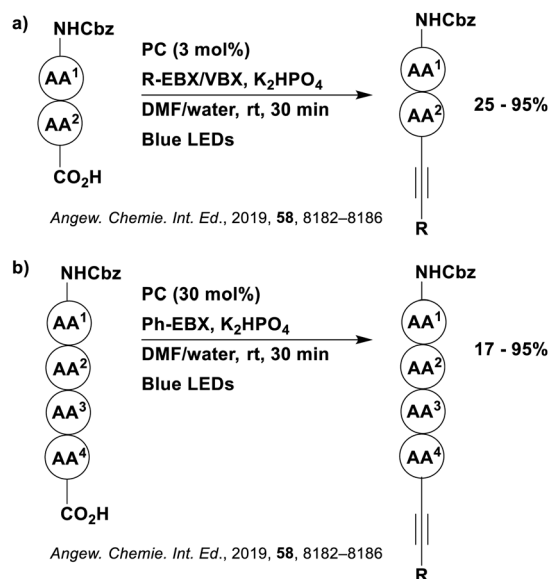 a)
NHCbz
AA1
AA2
CO2H
PC (3 mol%)
R-EBX/VBX, K2HPO4
DMF/water, rt, 30 min
Blue LEDs
NHCbz
AA1
AA2
R
25 - 95%
Angew. Chemie. Int. Ed., 2019, 58, 8182–8186
b)
NHCbz
AA1
AA2
AA3
AA4
CO2H
PC (30 mol%)
Ph-EBX, K2HPO4
DMF/water, rt, 30 min
Blue LEDs
NHCbz
AA1
AA2
AA3
AA4
R
17 - 95%
Angew. Chemie. Int. Ed., 2019, 58, 8182–8186